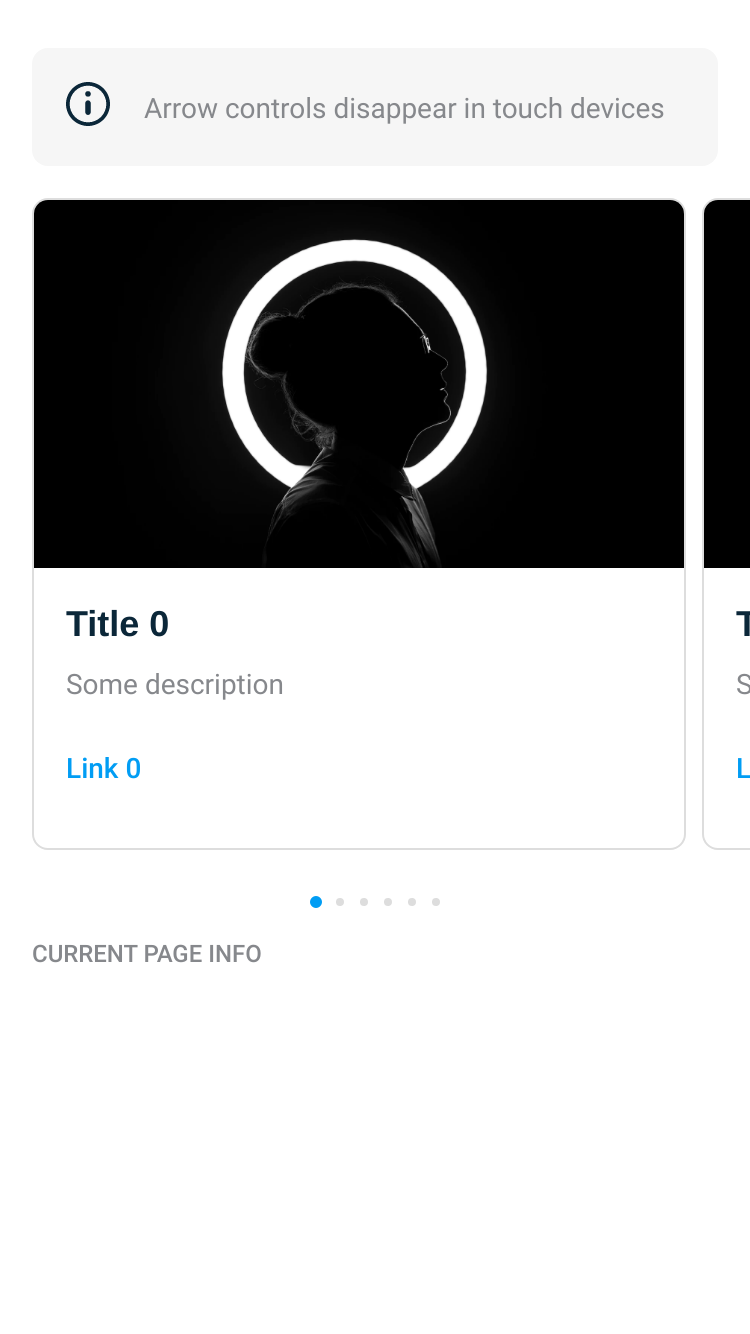 Arrow controls disappear in touch devices
Title 0
Some description
Link 0
CURRENT PAGE INFO